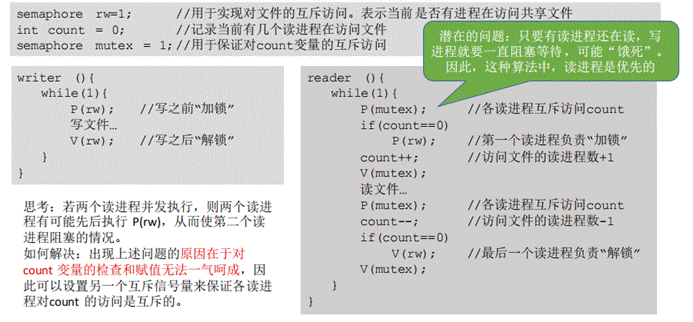 semaphore rw=1; //用于实现对文件的互斥访问。表示当前是否有进程在访问共享文件
int count = 0; //记录当前有几个读进程在访问文件
semaphore mutex = 1;//用于保证对count变量的互斥访问
潜在的问题：只要有读进程还在读，写
进程就要一直阻塞等待，可能“饿死”。
因此，这种算法中，读进程是优先的
writer (){
while(1){
P(rw); //写之前“加锁”
写文件…
V(rw); //写之后“解锁”
}
}
思考：若两个读进程并发执行，则两个读进
程有可能先后执行 P(rw)，从而使第二个读
进程阻塞的情况。
如何解决：出现上述问题的原因在于对
count 变量的检查和赋值无法一气呵成，因
此可以设置另一个互斥信号量来保证各读进
程对count 的访问是互斥的。
reader (){
while(1){
P(mutex); //各读进程互斥访问count
if(count==0)
P(rw); //第一个读进程负责“加锁”
count++; //访问文件的读进程数+1
V(mutex);
读文件…
P(mutex); //各读进程互斥访问count
count--; //访问文件的读进程数-1
if(count==0)
V(rw); //最后一个读进程负责“解锁”
V(mutex);
}
}